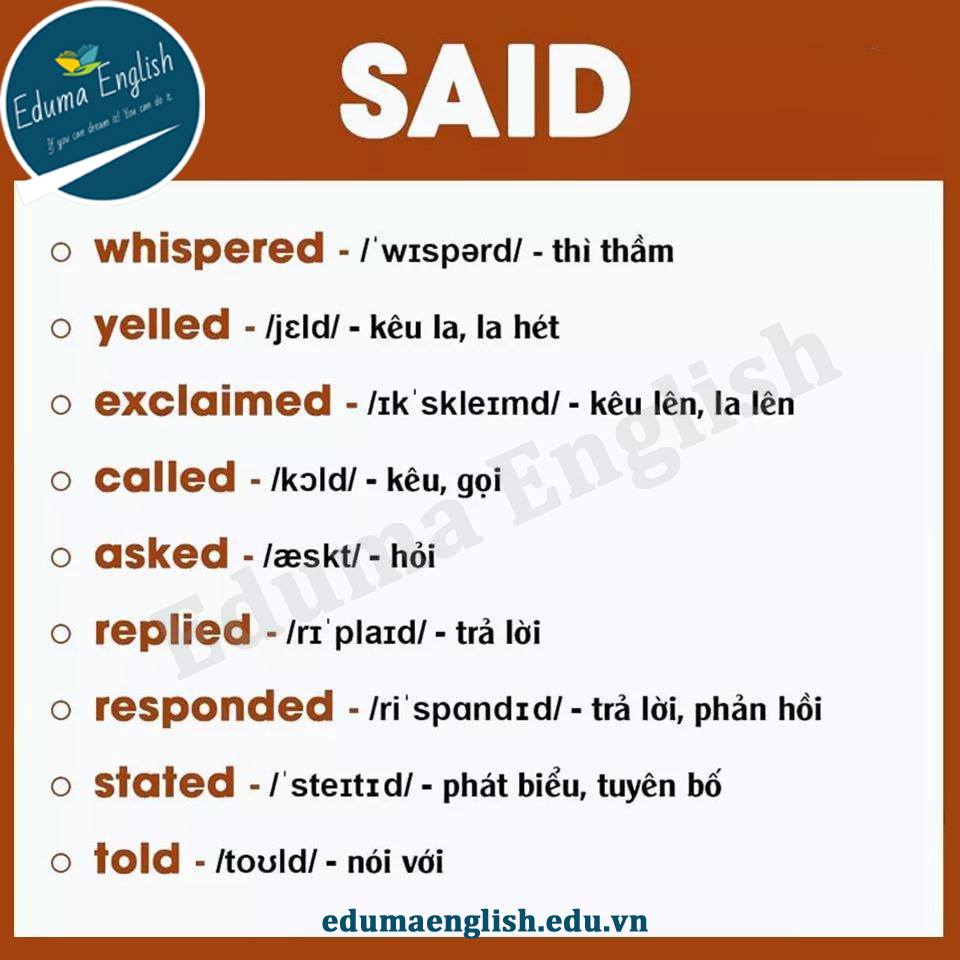 Eduma English
If you can dream it! You can do it.
SAID
whispered - /ˈwɪspərd/ - thì thầm
yelled - /jɛld/ - kêu la, la hét
exclaimed - /ɪkˈskleɪmd/ - kêu lên, la lên
called - /kɔld/ - kêu, gọi
asked - /æskt/ - hỏi
replied - /rɪˈplaɪd/ - trả lời
responded - /riˈspɑndɪd/ - trả lời, phản hồi
stated - /ˈsteɪtɪd/ - phát biểu, tuyên bố
told - /toʊld/ - nói với
Eduma English
edumaenglish.edu.vn